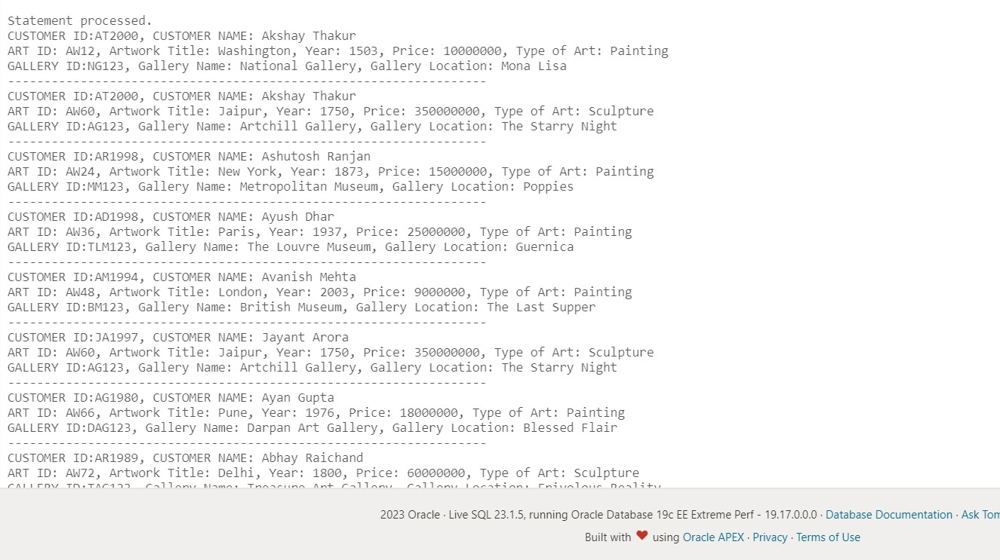 Statement processed.
CUSTOMER ID:AT2000, CUSTOMER NAME: Akshay Thakur
ART ID: AW12, Artwork Title: Washington, Year: 1503, Price: 10000000, Type of Art: Painting
GALLERY ID:NG123, Gallery Name: National Gallery, Gallery Location: Mona Lisa
------------------------------------------------------------------
CUSTOMER ID:AT2000, CUSTOMER NAME: Akshay Thakur
ART ID: AW60, Artwork Title: Jaipur, Year: 1750, Price: 350000000, Type of Art: Sculpture
GALLERY ID:AG123, Gallery Name: Artchill Gallery, Gallery Location: The Starry Night
------------------------------------------------------------------
CUSTOMER ID:AR1998, CUSTOMER NAME: Ashutosh Ranjan
ART ID: AW24, Artwork Title: New York, Year: 1873, Price: 15000000, Type of Art: Painting
GALLERY ID:MM123, Gallery Name: Metropolitan Museum, Gallery Location: Poppies
------------------------------------------------------------------
CUSTOMER ID:AD1998, CUSTOMER NAME: Ayush Dhar
ART ID: AW36, Artwork Title: Paris, Year: 1937, Price: 25000000, Type of Art: Painting
GALLERY ID:TLM123, Gallery Name: The Louvre Museum, Gallery Location: Guernica
------------------------------------------------------------------
CUSTOMER ID:AM1994, CUSTOMER NAME: Avanish Mehta
ART ID: AW48, Artwork Title: London, Year: 2003, Price: 9000000, Type of Art: Painting
GALLERY ID:BM123, Gallery Name: British Museum, Gallery Location: The Last Supper
------------------------------------------------------------------
CUSTOMER ID:JA1997, CUSTOMER NAME: Jayant Arora
ART ID: AW60, Artwork Title: Jaipur, Year: 1750, Price: 350000000, Type of Art: Sculpture
GALLERY ID:AG123, Gallery Name: Artchill Gallery, Gallery Location: The Starry Night
------------------------------------------------------------------
CUSTOMER ID:AG1980, CUSTOMER NAME: Ayan Gupta
ART ID: AW66, Artwork Title: Pune, Year: 1976, Price: 18000000, Type of Art: Painting
GALLERY ID:DAG123, Gallery Name: Darpan Art Gallery, Gallery Location: Blessed Flair
------------------------------------------------------------------
CUSTOMER ID:AR1989, CUSTOMER NAME: Abhay Raichand
ART ID: AW72, Artwork Title: Delhi, Year: 1800, Price: 60000000, Type of Art: Sculpture
GALLERY ID:TAG123, Gallery Name: Treasure Art Gallery, Gallery Location: Frivolous Reality
2023 Oracle · Live SQL 23.1.5, running Oracle Database 19c EE Extreme Perf - 19.17.0.0.0 · Database Documentation · Ask Tom
Built with ❤ using Oracle APEX · Privacy · Terms of Use